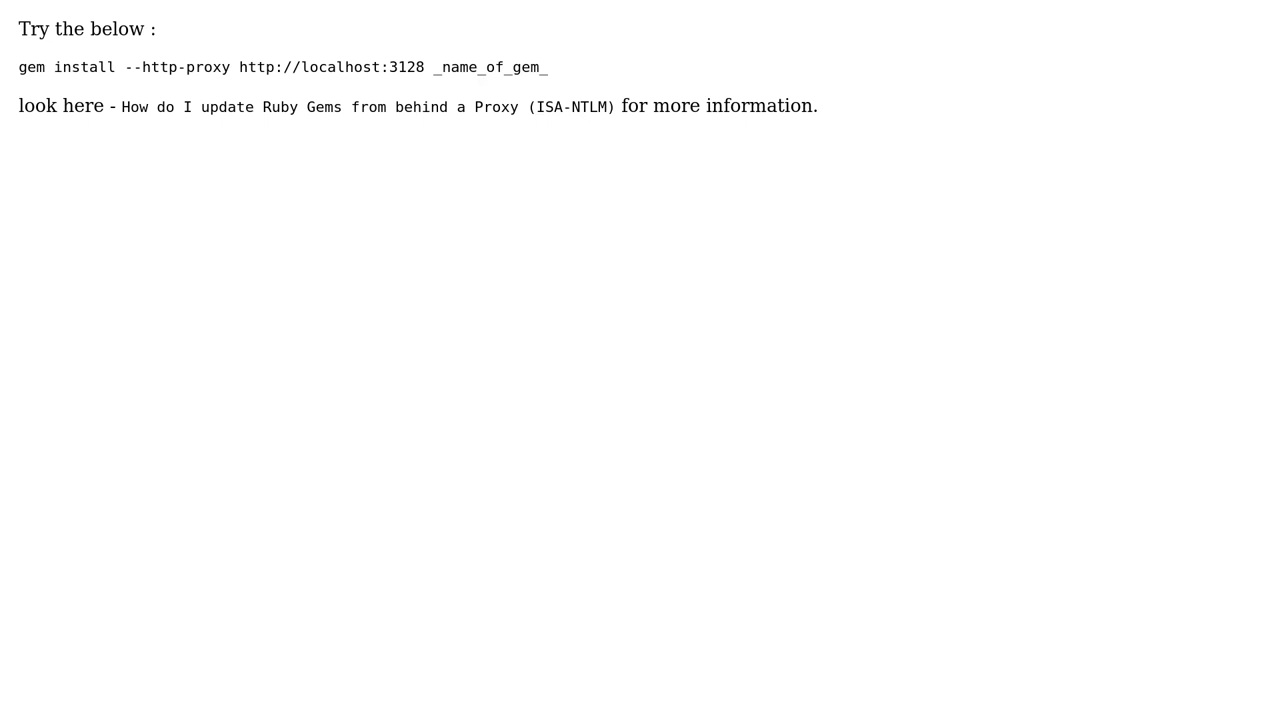 Try the below :
gem install --http-proxy http://localhost:3128 _name_of_gem_
look here - How do I update Ruby Gems from behind a Proxy (ISA-NTLM) for more information.